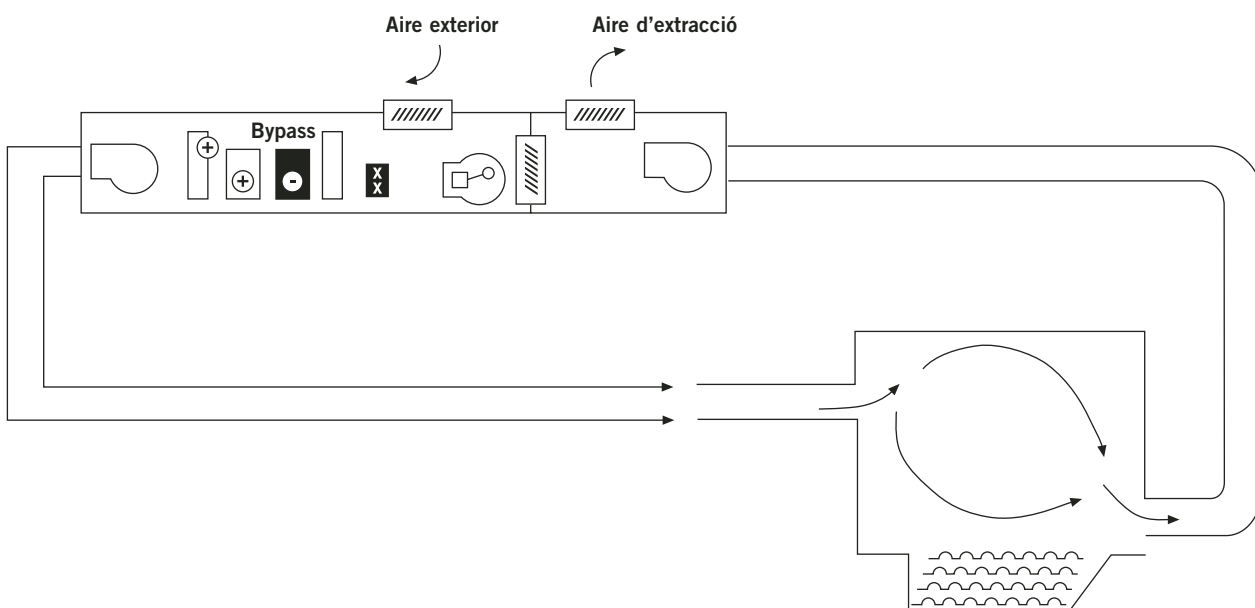 Aire exterior
Aire d'extracció
Bypass
+
+
-
X
X